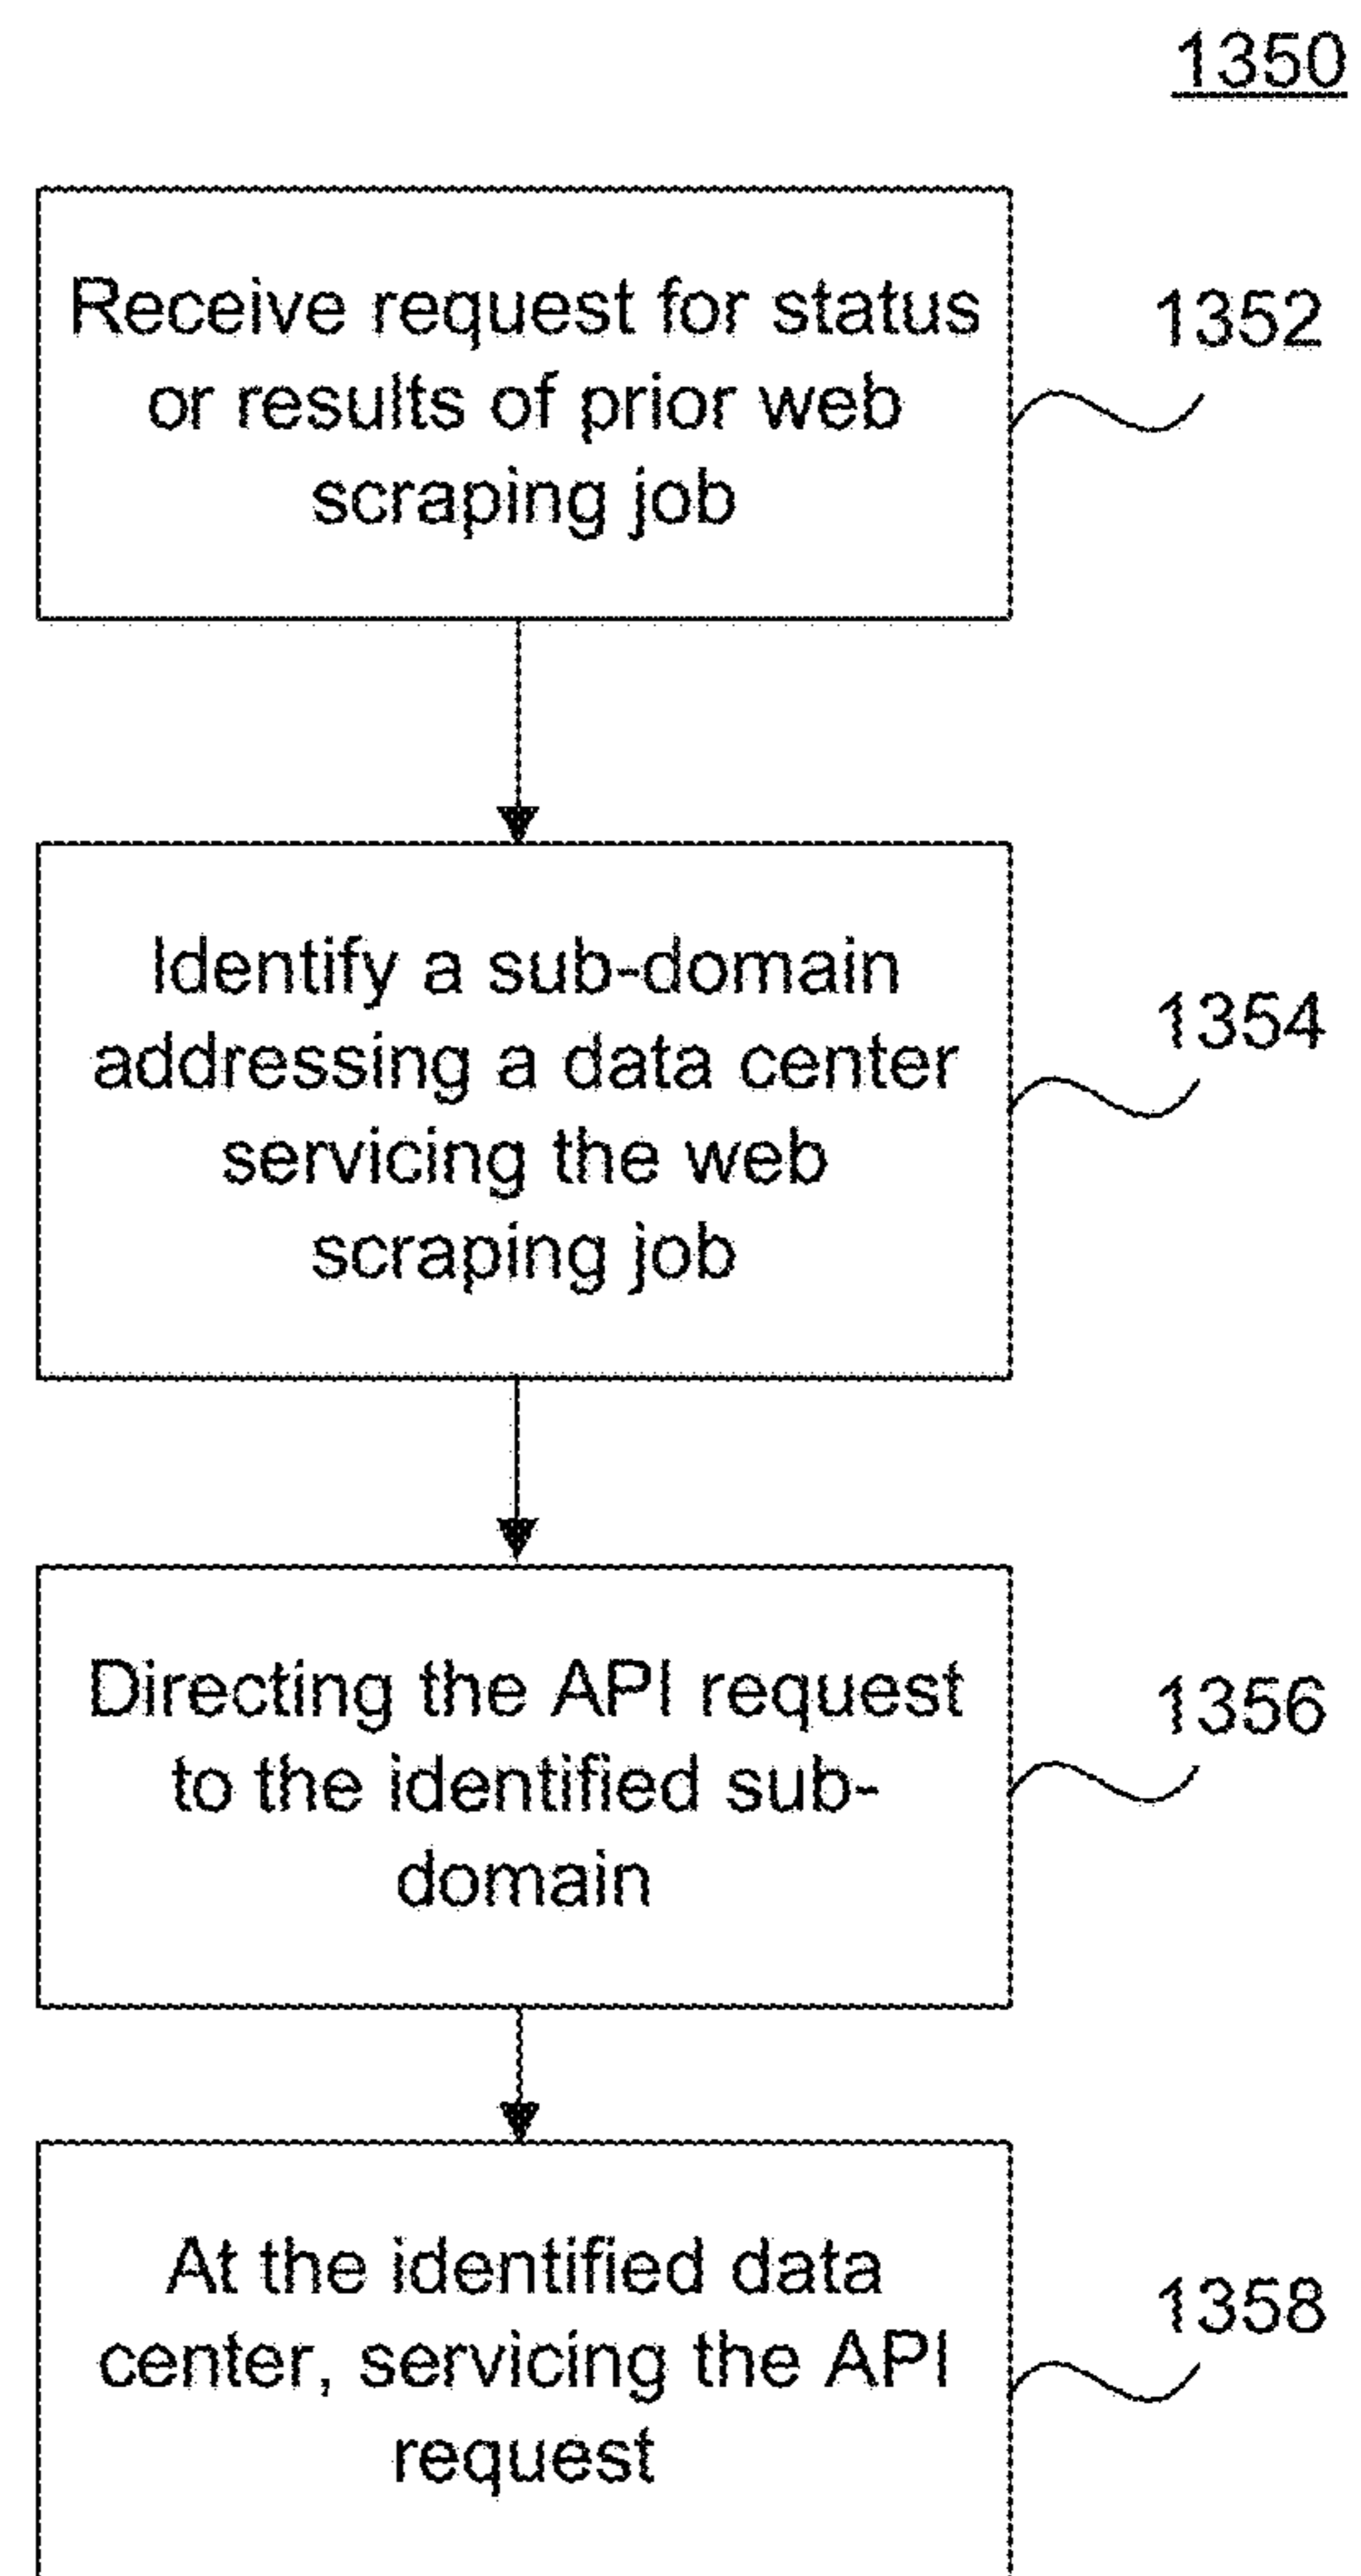 1350
Receive request for status
or results of prior web
scraping job
1352
Identify a sub-domain
addressing a data center
servicing the web
scraping job
1354
Directing the API request
to the identified sub-
domain
1356
At the identified data
center, servicing the API
request
1358